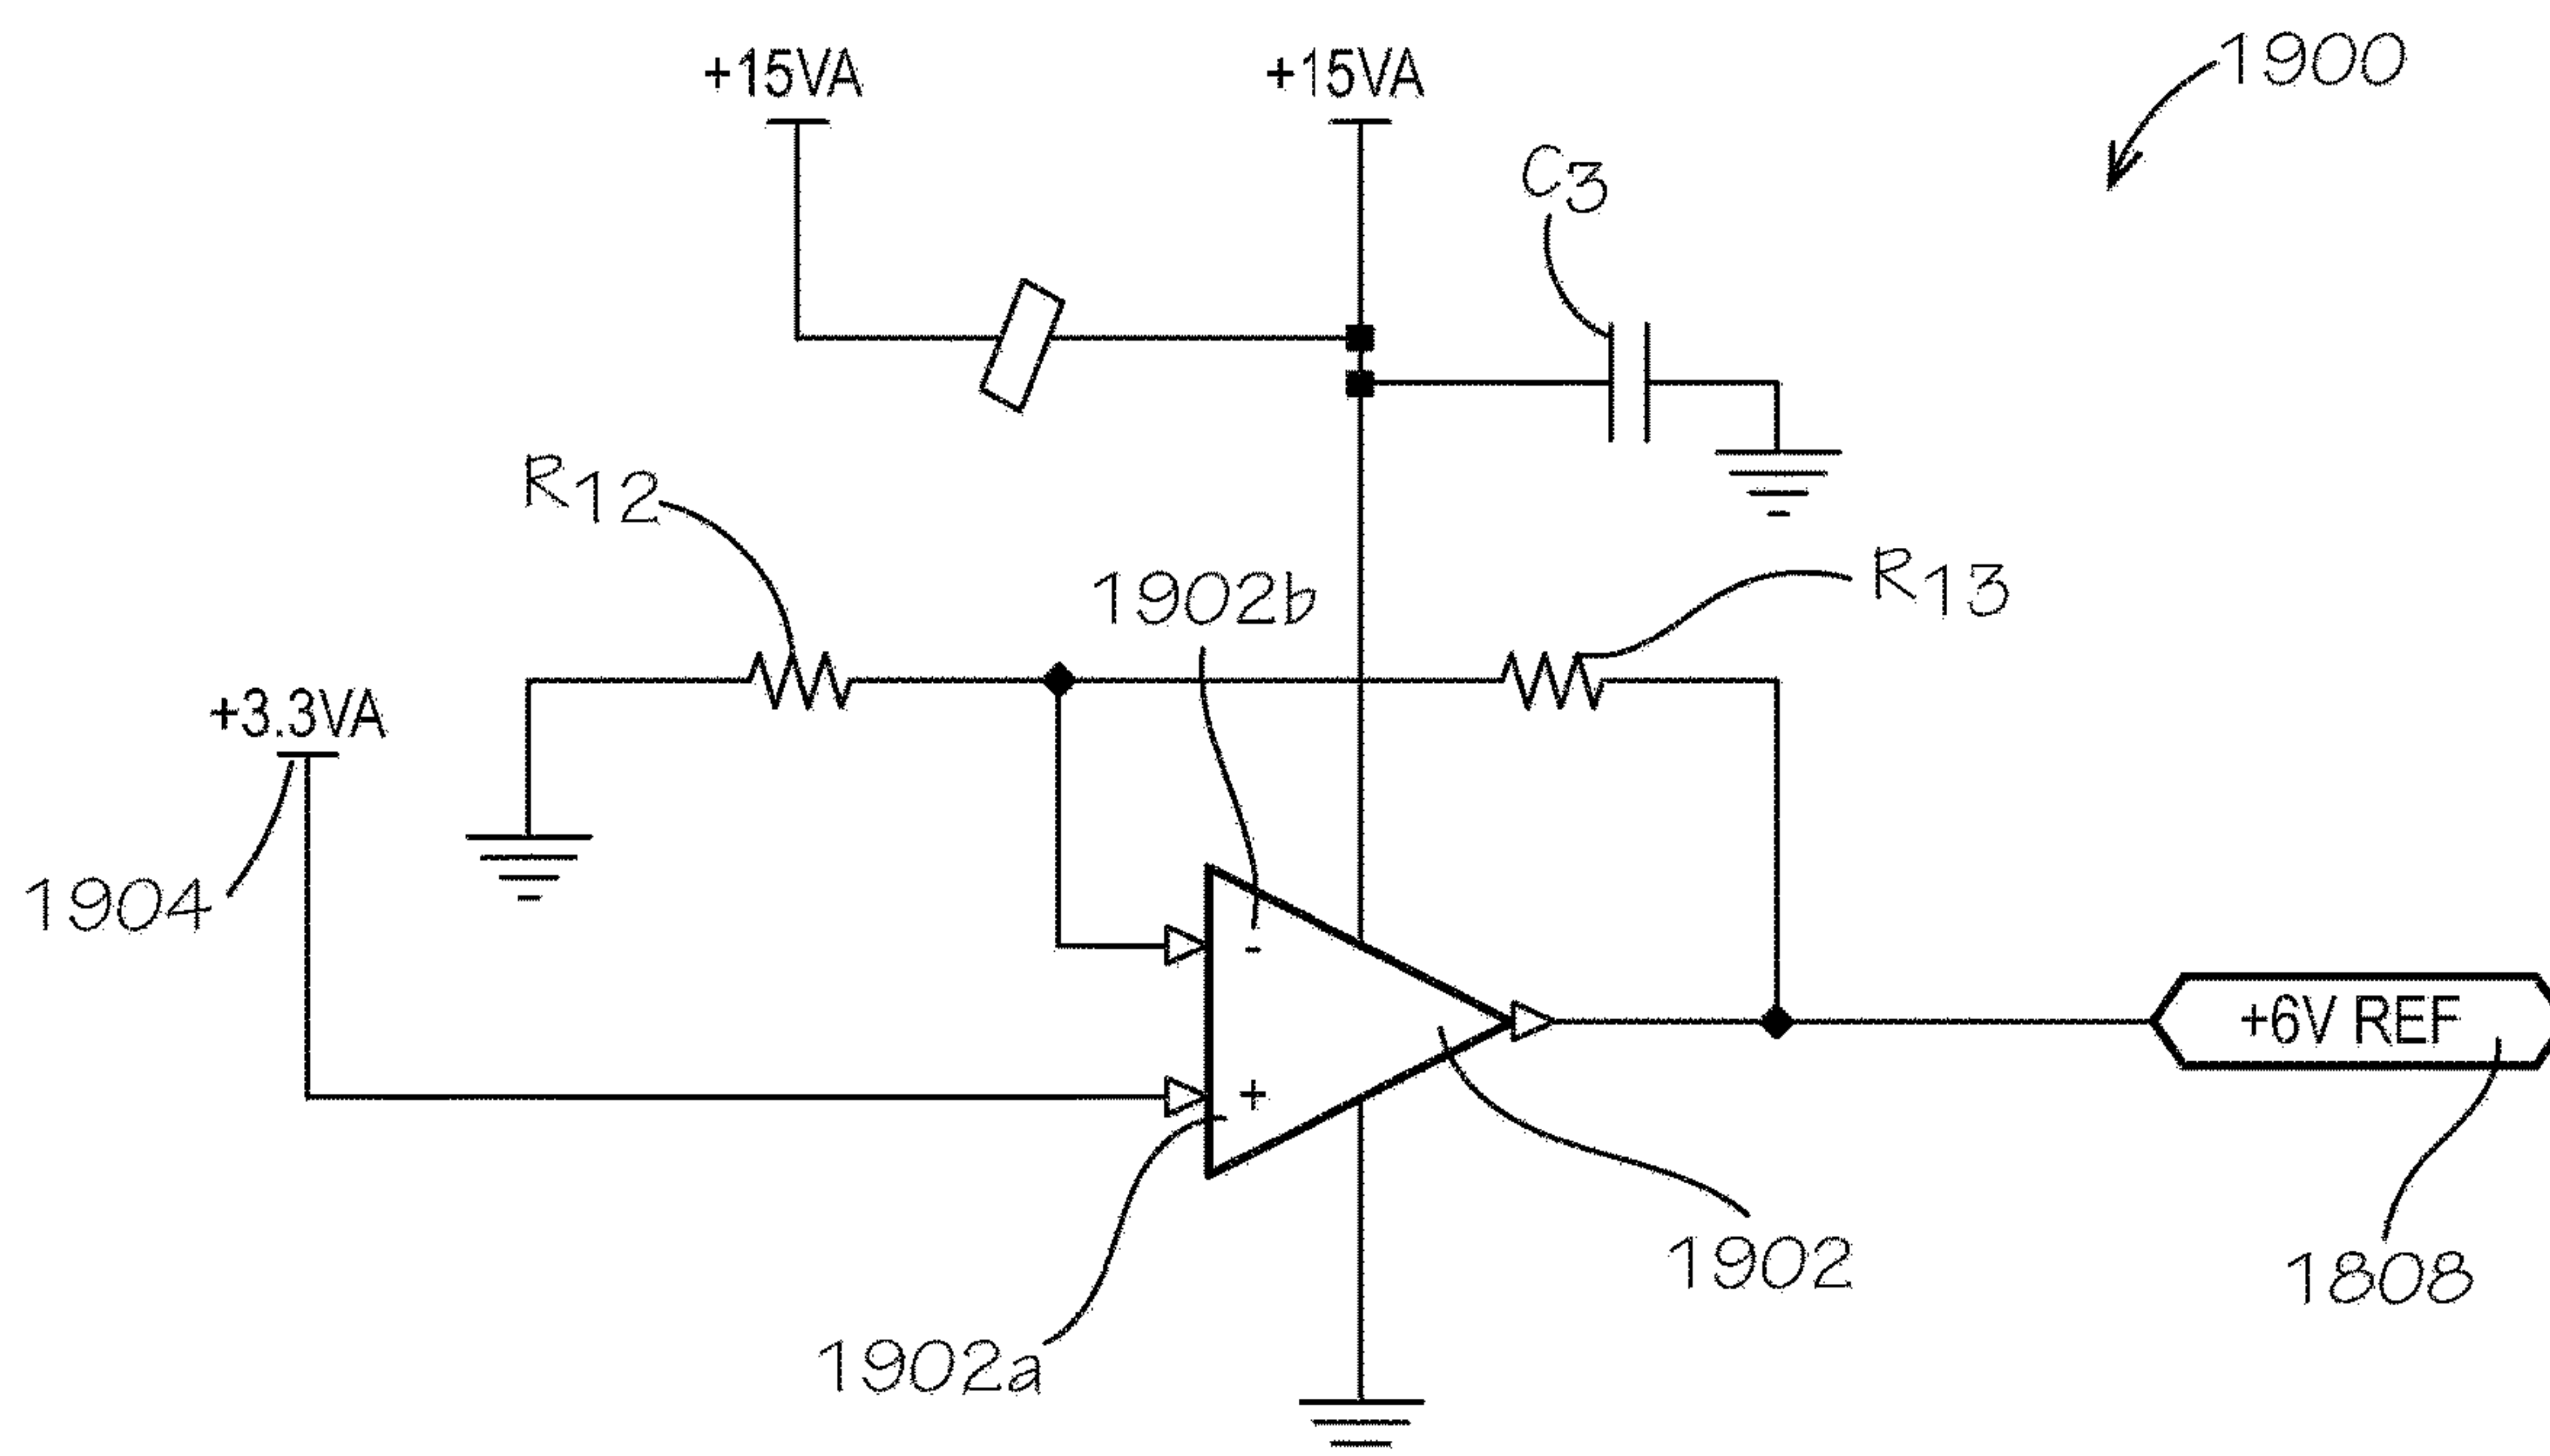 +15VA
+15VA
1900
C3
R12
1902b
R13
+3.3VA
1904
-
+
+6V REF
1902
1808
1902a